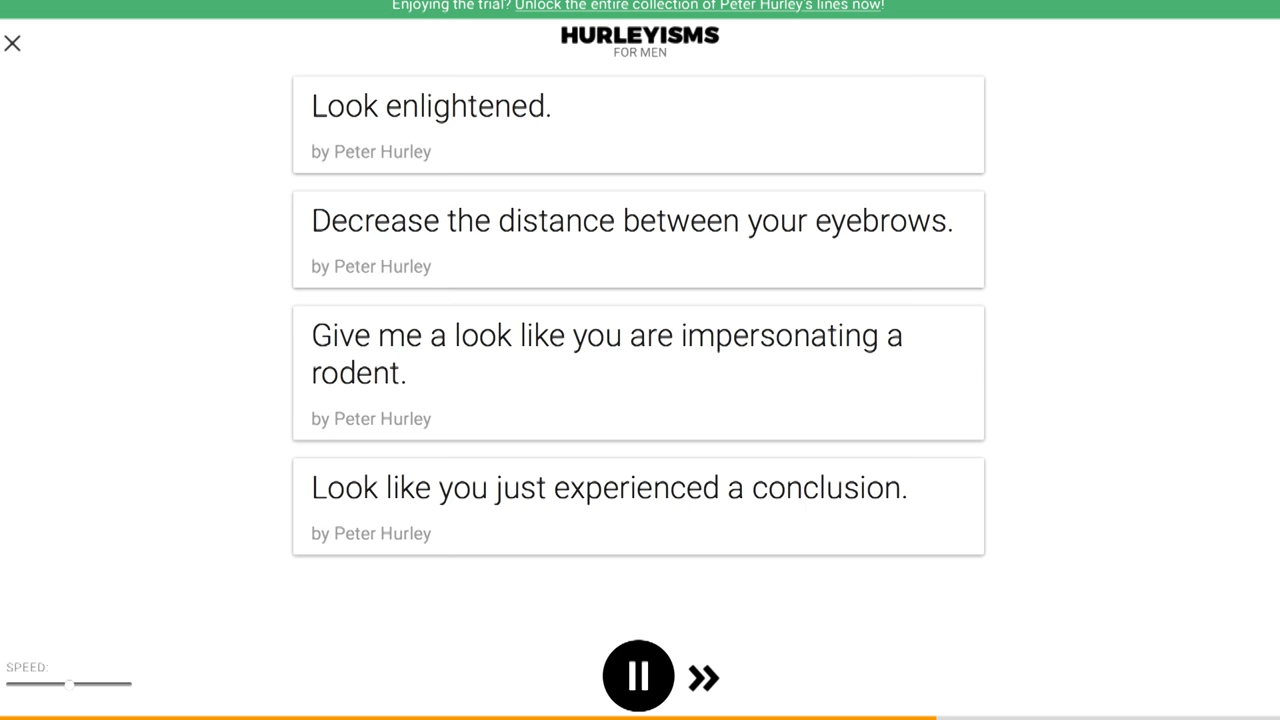 Enjoying the trial? Unlock the entire collection of Peter Hurley's lines now!
HURLEYISMS
FOR MEN
Look enlightened.
by Peter Hurley
Decrease the distance between your eyebrows.
by Peter Hurley
Give me a look like you are impersonating a
rodent.
by Peter Hurley
Look like you just experienced a conclusion.
by Peter Hurley
SPEED: